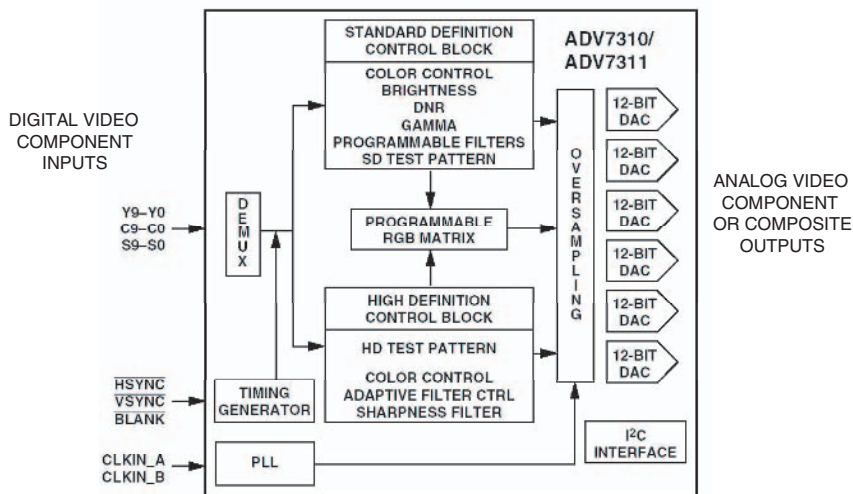 STANDARD DEFINITION
CONTROL BLOCK
COLOR CONTROL
BRIGHTNESS
DNR
GAMMA
PROGRAMMABLE FILTERS
SD TEST PATTERN
ADV7310/
ADV7311
DIGITAL VIDEO
COMPONENT
INPUTS
Y9–Y0
C9–C0
S9–S0
DEMUX
PROGRAMMABLE
RGB MATRIX
OVERSAMPLING
12-BIT
DAC
12-BIT
DAC
12-BIT
DAC
12-BIT
DAC
12-BIT
DAC
12-BIT
DAC
ANALOG VIDEO
COMPONENT
OR COMPOSITE
OUTPUTS
HIGH DEFINITION
CONTROL BLOCK
HD TEST PATTERN
COLOR CONTROL
ADAPTIVE FILTER CTRL
SHARPNESS FILTER
HSYNC
VSYNC
BLANK
TIMING
GENERATOR
CLKIN_A
CLKIN_B
PLL
I²C
INTERFACE